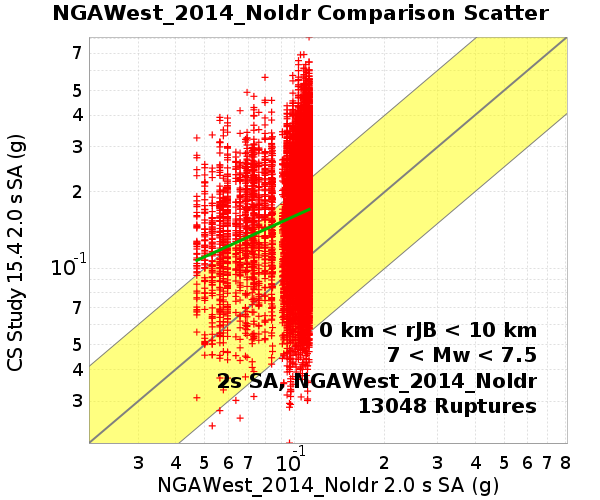 NGAWest_2014_NoIdr Comparison Scatter
7
5
4
3
2
10-1
7
5
4
3
CS Study 15.4 2.0 s SA (g)
0 km < rJB < 10 km
7 < Mw < 7.5
2s SA, NGAWest_2014_NoIdr
13048 Ruptures
3 4 5 6 7 10-1 2 3 4 5 6 7 8
NGAWest_2014_NoIdr 2.0 s SA (g)